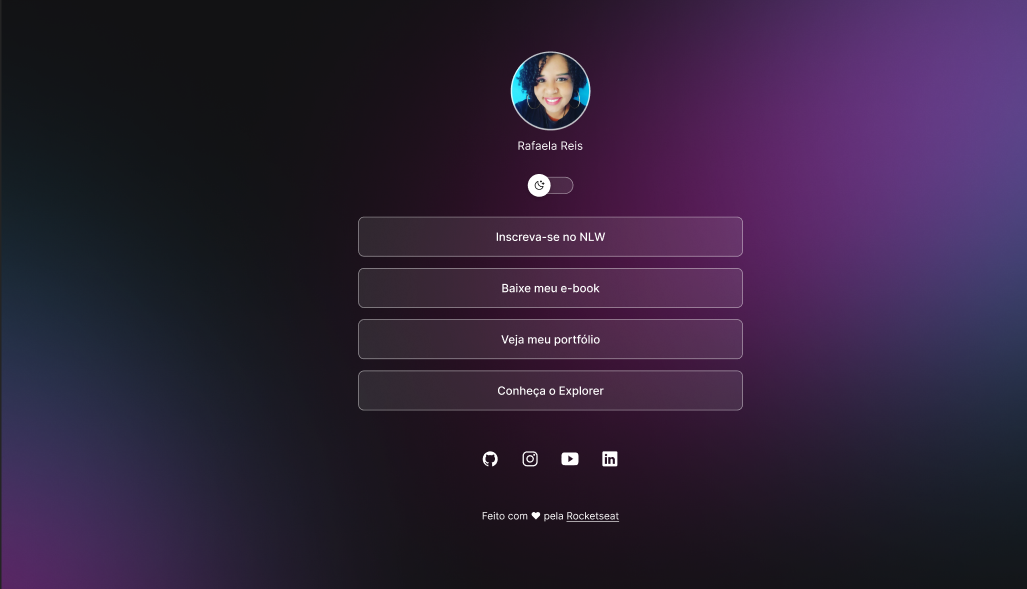 Rafaela Reis
Inscreva-se no NLW
Baixe meu e-book
Veja meu portfólio
Conheça o Explorer
Feito com ♥ pela Rocketseat